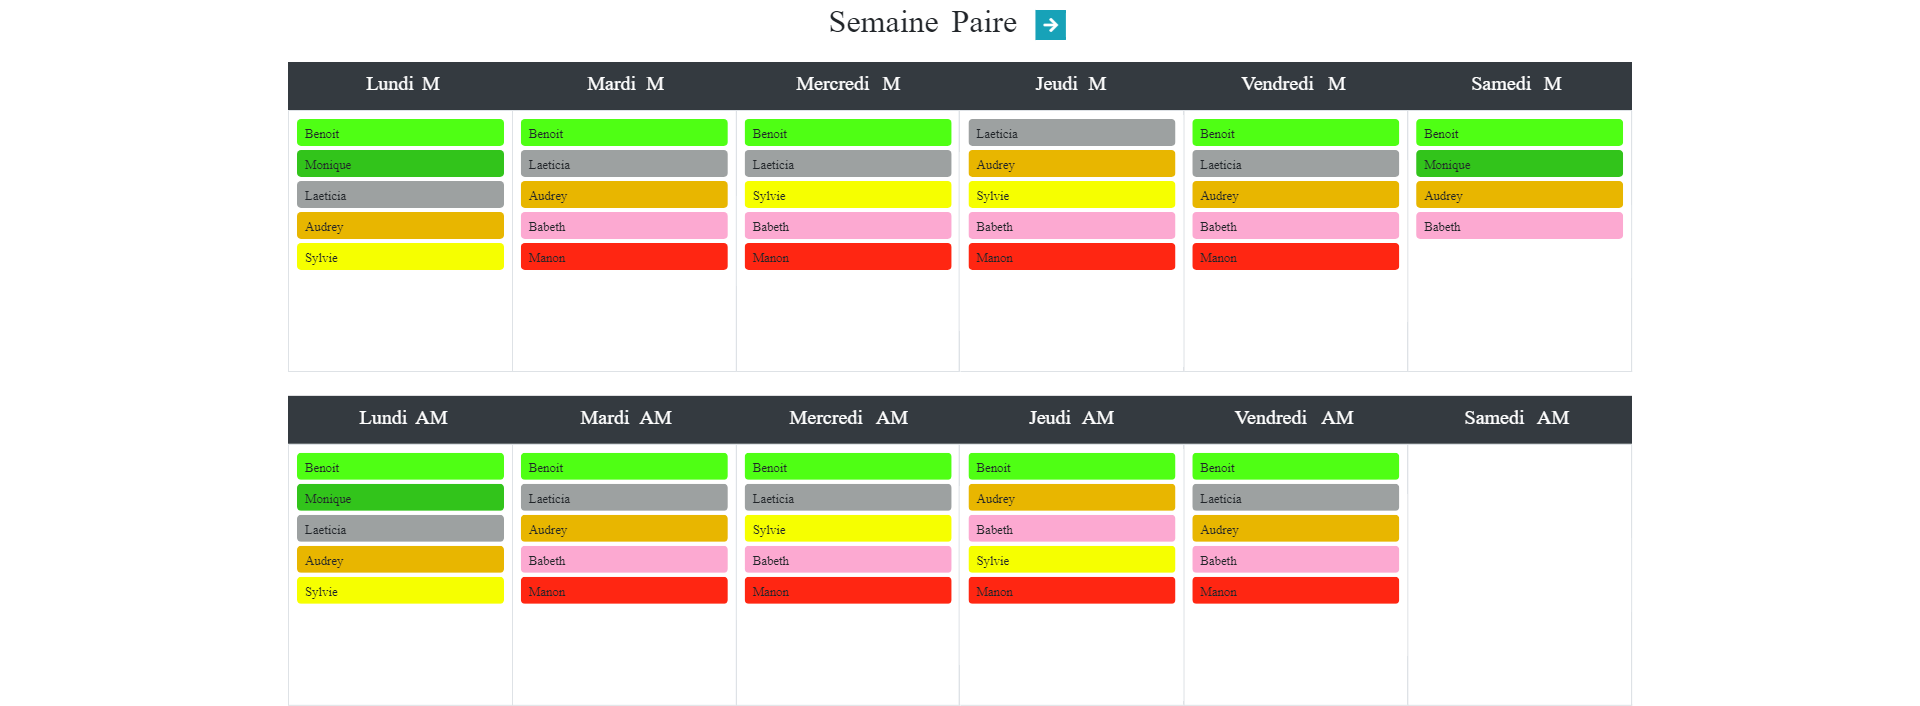 Semaine Paire
Lundi M Mardi M Mercredi M Jeudi M Vendredi M Samedi M
Benoit Benoit Benoit Laeticia Benoit Benoit
Monique Laeticia Laeticia Audrey Laeticia Monique
Laeticia Audrey Sylvie Sylvie Audrey Audrey
Audrey Babeth Babeth Babeth Babeth Babeth
Sylvie Manon Manon Manon Manon
Lundi AM Mardi AM Mercredi AM Jeudi AM Vendredi AM Samedi AM
Benoit Benoit Benoit Benoit Benoit
Monique Laeticia Laeticia Audrey Laeticia
Laeticia Audrey Sylvie Babeth Audrey
Audrey Babeth Babeth Sylvie Babeth
Sylvie Manon Manon Manon Manon